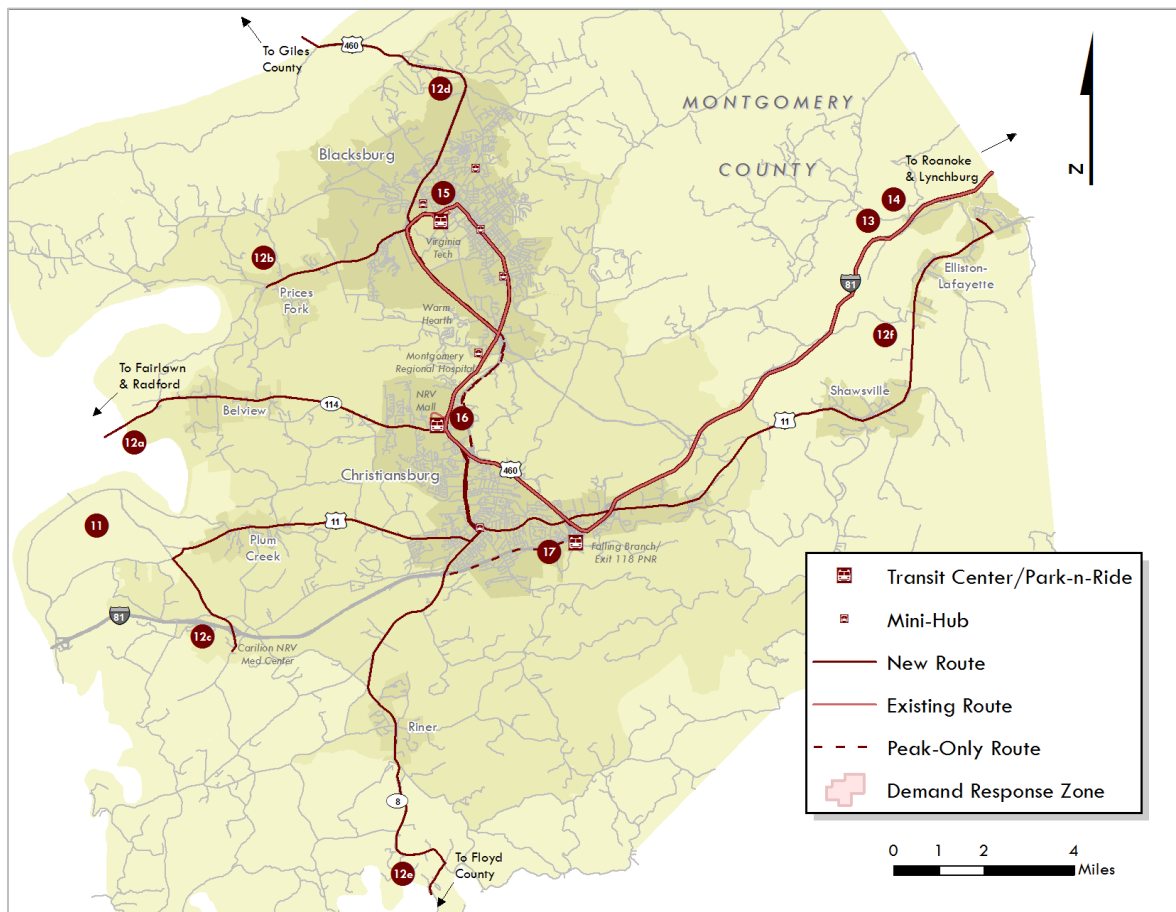 460
To Giles
County
12d
MONTGOMERY
COUNTY
Blacksburg
To Roanoke
& Lynchburg
N
15
14
13
Virginia
Tech
12b
Elliston-
Lafayette
81
Prices
Fork
Warm
Hearth
12f
Montgomery
Regional Hospital
To Fairlawn
& Radford
Shawsville
NRV
Mall
114
Belview
16
11
12a
Christiansburg
460
11
11
Plum
Creek
17
Falling Branch/
Exit 118 PNR
81
12c
Carilion NRV
Med Center
Riner
8
To Floyd
County
12e
Transit Center/Park-n-Ride
Mini-Hub
New Route
Existing Route
Peak-Only Route
Demand Response Zone
0 1 2 4
Miles